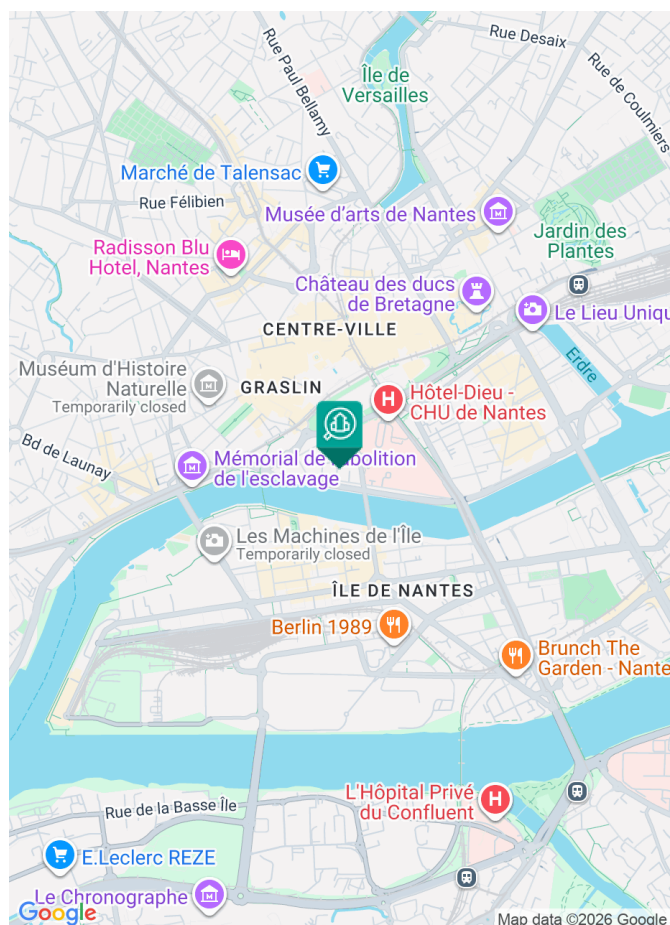 Rue Desaix
Rue Paul Bellamy
Île de
Versailles
Rue de Coulmiers
Marché de Talensac
Rue Félibien
Musée d'arts de Nantes
Jardin des
Plantes
Radisson Blu
Hotel, Nantes
Château des ducs
de Bretagne
Le Lieu Uniqu
CENTRE-VILLE
Erdre
Muséum d'Histoire
Naturelle
Temporarily closed
GRASLIN
H
Hôtel-Dieu -
CHU de Nantes
Bd de Launay
Mémorial de l'abolition
de l'esclavage
Les Machines de l'Île
Temporarily closed
ÎLE DE NANTES
Berlin 1989
Brunch The
Garden - Nante
L'Hôpital Privé
du Confluent
H
Rue de la Basse Île
E.Leclerc REZE
Le Chronographe
Google
Map data ©2026 Google